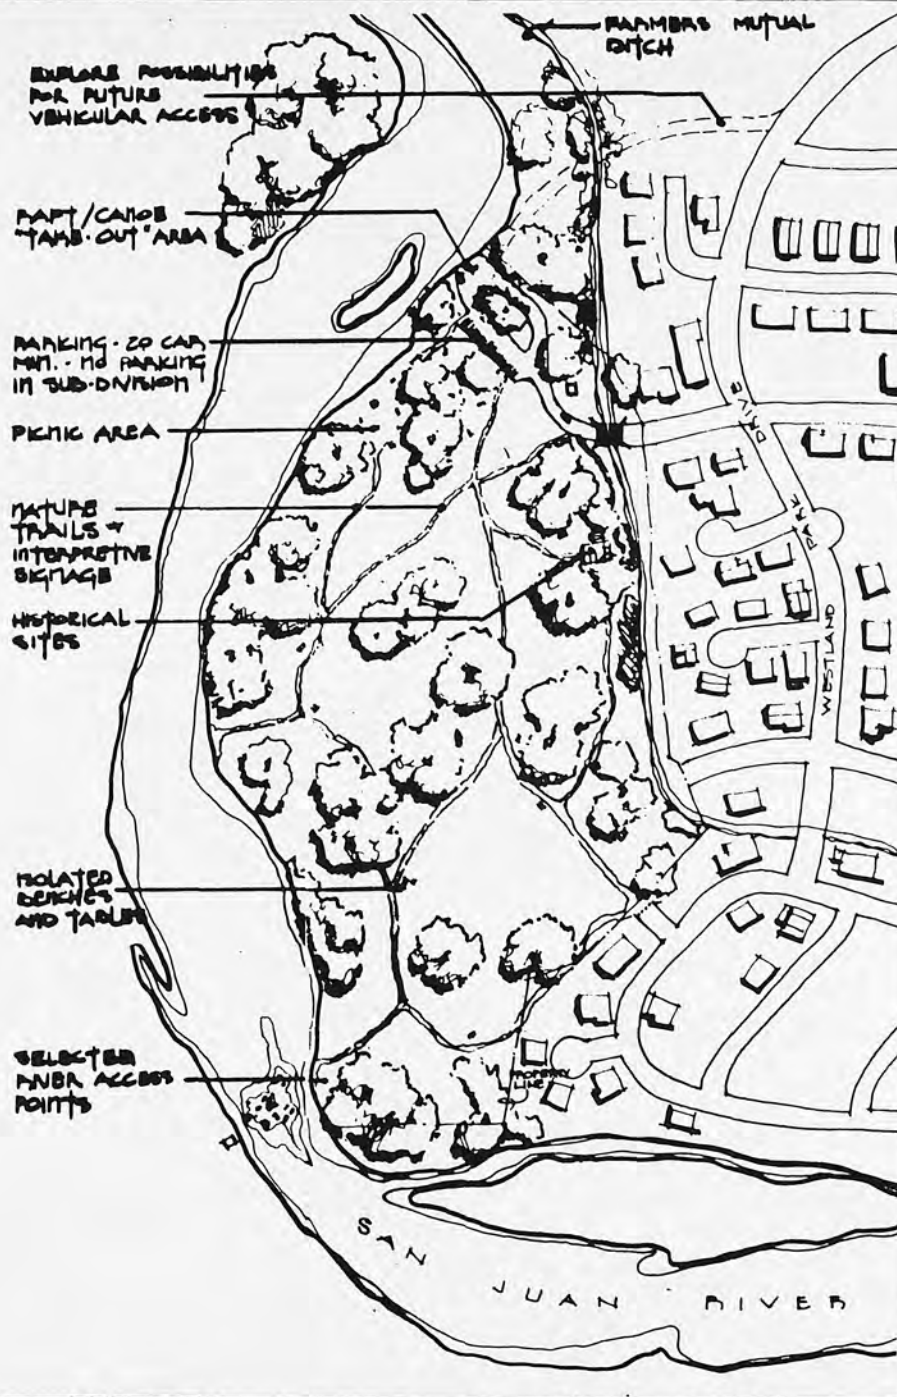 FARMERS MUTUAL
DITCH
EXPLORE POSSIBILITIES
FOR FUTURE
VEHICULAR ACCESS
RAFT/CANOE
"TAKE-OUT" AREA
PARKING - 20 CAR
MIN. - NO PARKING
IN SUB-DIVISION
PICNIC AREA
NATURE
TRAILS &
INTERPRETIVE
SIGNAGE
HISTORICAL
SITES
WESTLAND PARK DRIVE
ISOLATED
BENCHES
AND TABLES
SELECTED
RIVER ACCESS
POINTS
PROPERTY
LINE
SAN JUAN RIVER